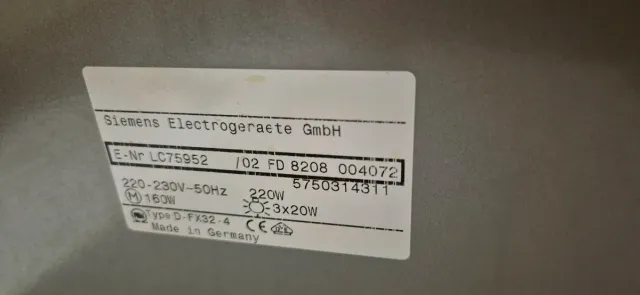 Siemens Electrogeraete GmbH
E-Nr LC75952 /02 FD 8208 004072
5750314311
220-230V~50Hz 220W
M 160W 3x20W
Type D-FX32-4 CE
Made in Germany